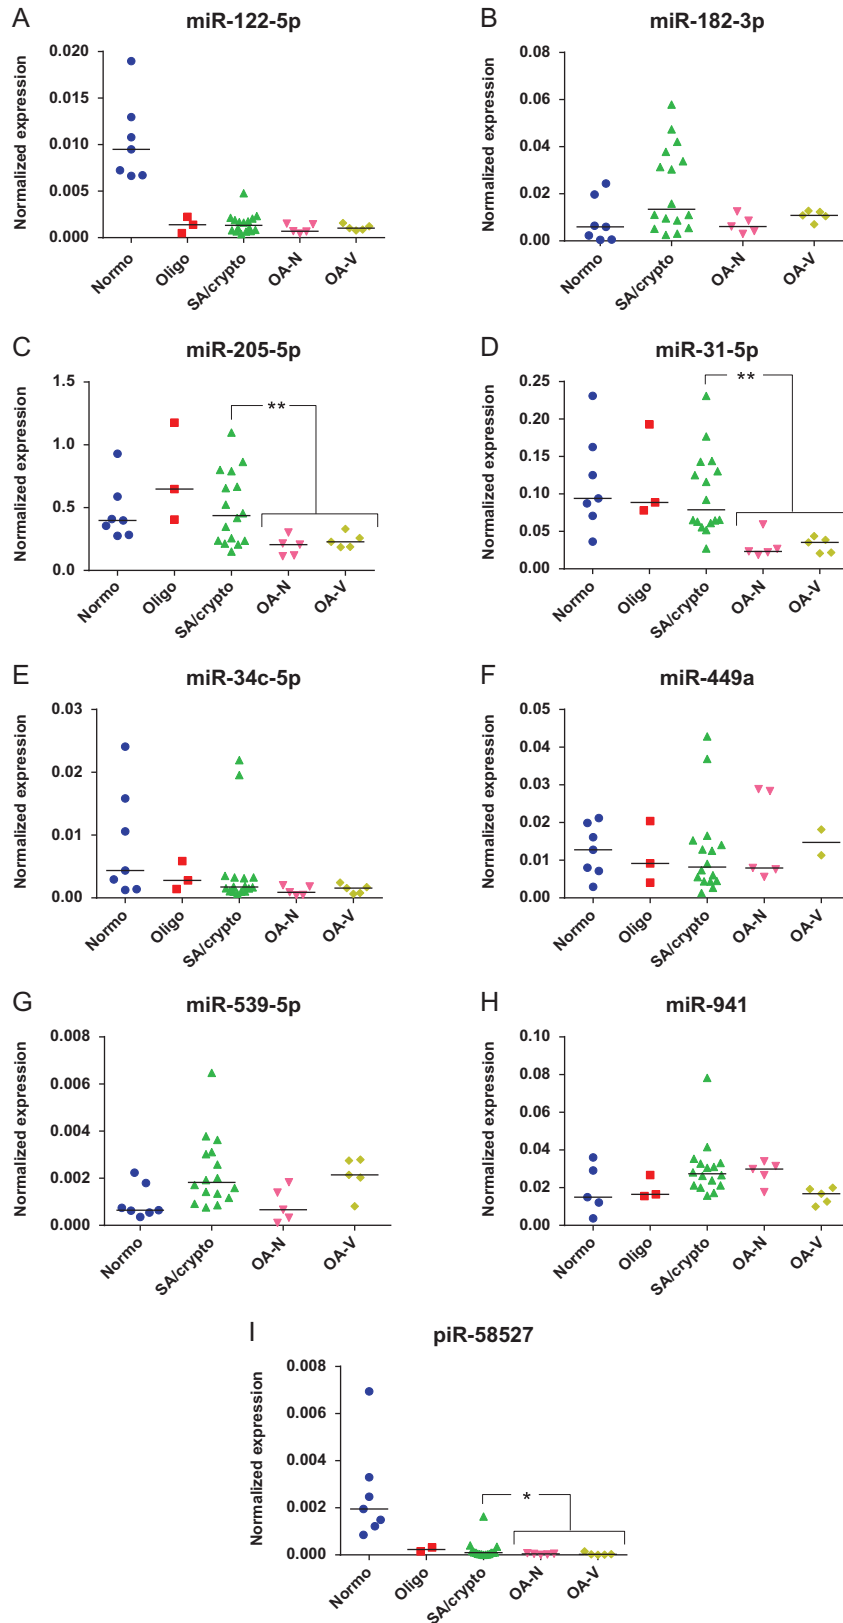 A
miR-122-5p
Normalized expression
0.020
0.015
0.010
0.005
0.000
Normo
Oligo
SA/crypto
OA-N
OA-V
B
miR-182-3p
Normalized expression
0.08
0.06
0.04
0.02
0.00
Normo
SA/crypto
OA-N
OA-V
C
miR-205-5p
Normalized expression
1.5
1.0
0.5
0.0
**
Normo
Oligo
SA/crypto
OA-N
OA-V
D
miR-31-5p
Normalized expression
0.25
0.20
0.15
0.10
0.05
0.00
**
Normo
Oligo
SA/crypto
OA-N
OA-V
E
miR-34c-5p
Normalized expression
0.03
0.02
0.01
0.00
Normo
Oligo
SA/crypto
OA-N
OA-V
F
miR-449a
Normalized expression
0.05
0.04
0.03
0.02
0.01
0.00
Normo
Oligo
SA/crypto
OA-N
OA-V
G
miR-539-5p
Normalized expression
0.008
0.006
0.004
0.002
0.000
Normo
SA/crypto
OA-N
OA-V
H
miR-941
Normalized expression
0.10
0.08
0.06
0.04
0.02
0.00
Normo
Oligo
SA/crypto
OA-N
OA-V
I
piR-58527
Normalized expression
0.008
0.006
0.004
0.002
0.000
*
Normo
Oligo
SA/crypto
OA-N
OA-V